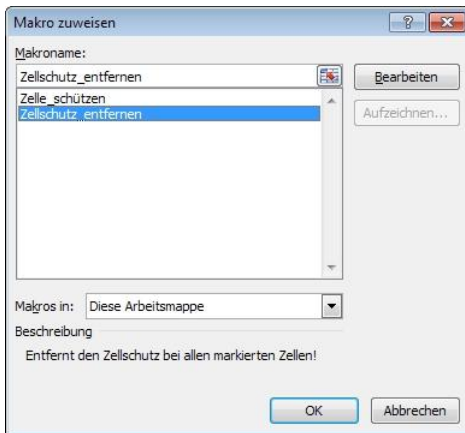 Makro zuweisen
Makroname:
Zellschutz_entfernen
Bearbeiten
Zelle_schützen
Zellschutz_entfernen
Aufzeichnen...
Makros in: Diese Arbeitsmappe
Beschreibung
Entfernt den Zellschutz bei allen markierten Zellen!
OK Abbrechen